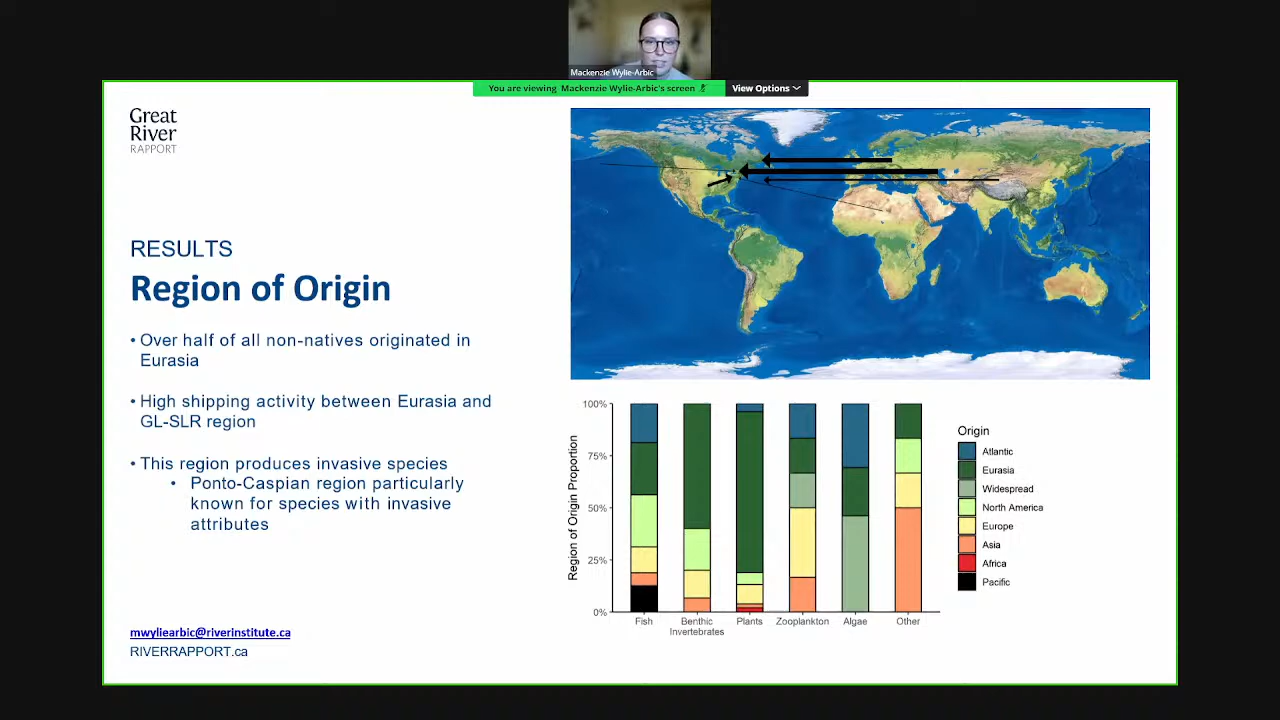 Mackenzie Wylie-Arbic
You are viewing Mackenzie Wylie-Arbic's screen
View Options
Great
River
RAPPORT
RESULTS
Region of Origin
• Over half of all non-natives originated in
Eurasia
• High shipping activity between Eurasia and
GL-SLR region
• This region produces invasive species
• Ponto-Caspian region particularly
known for species with invasive
attributes
mwyliearbic@riverinstitute.ca
RIVERRAPPORT.ca
Region of Origin Proportion
100%
75%
50%
25%
0%
Fish
Benthic
Invertebrates
Plants
Zooplankton
Algae
Other
Origin
Atlantic
Eurasia
Widespread
North America
Europe
Asia
Africa
Pacific